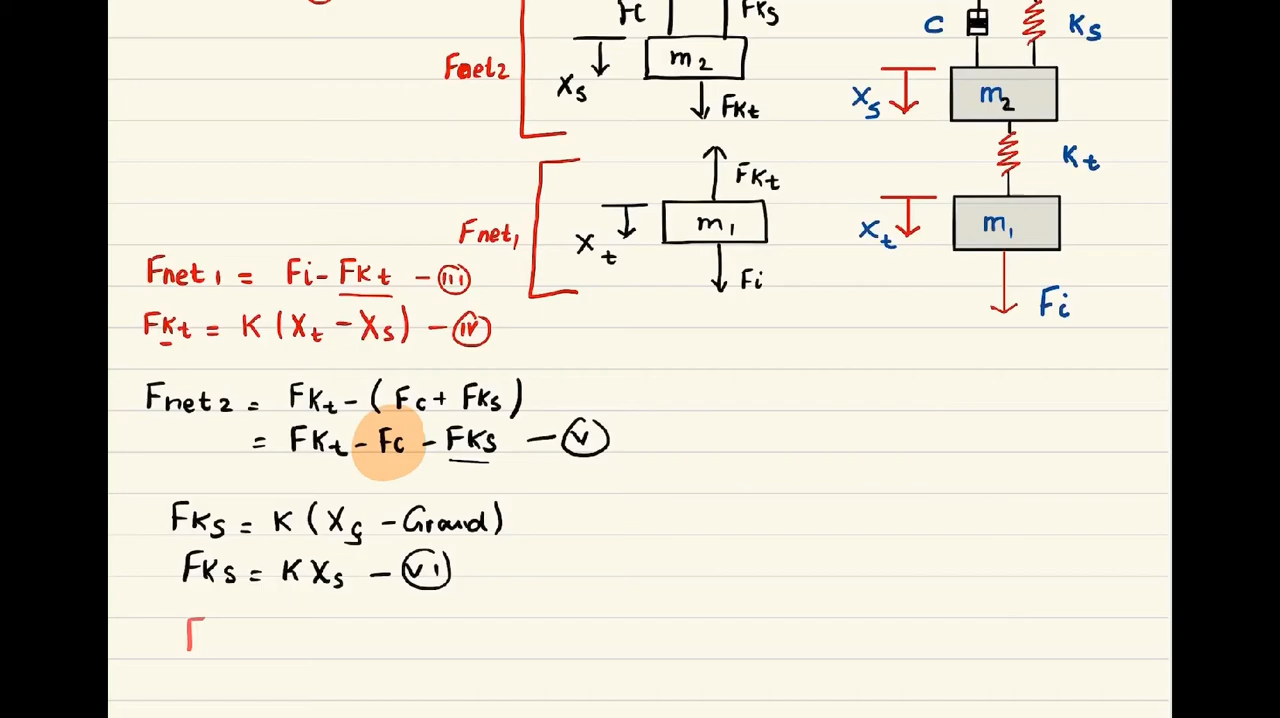 Fc FKs
C Ks
Fnet2 m2 Xs m2
Xs FKt
FKt Kt
Fnet1 m1 Xt m1
Xt Fi Fi
Fnet1 = Fi - FKt - (iii)
FKt = K (Xt - Xs) - (iv)
Fnet2 = FKt - (Fc + FKs)
= FKt - Fc - FKs - (v)
FKs = K (Xs - Ground)
FKs = K Xs - (vi)